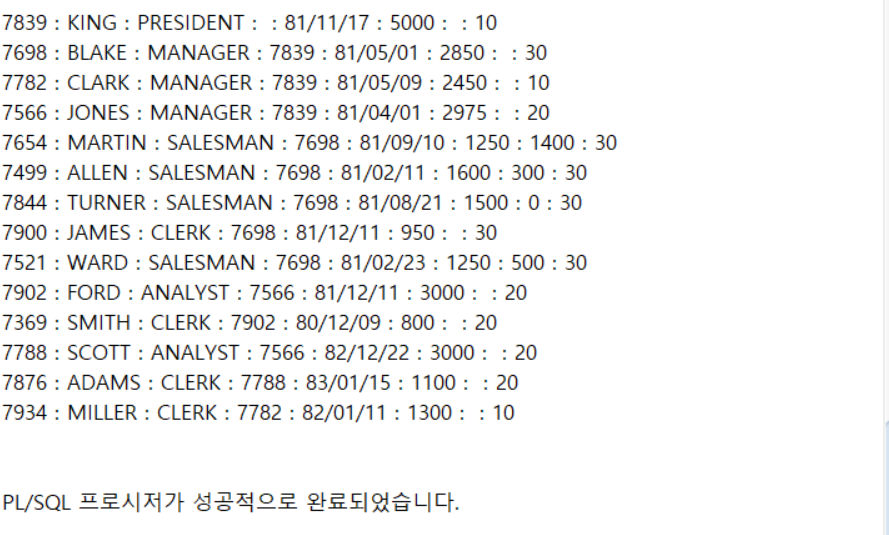 7839 : KING : PRESIDENT :  : 81/11/17 : 5000 :  : 10
7698 : BLAKE : MANAGER : 7839 : 81/05/01 : 2850 :  : 30
7782 : CLARK : MANAGER : 7839 : 81/05/09 : 2450 :  : 10
7566 : JONES : MANAGER : 7839 : 81/04/01 : 2975 :  : 20
7654 : MARTIN : SALESMAN : 7698 : 81/09/10 : 1250 : 1400 : 30
7499 : ALLEN : SALESMAN : 7698 : 81/02/11 : 1600 : 300 : 30
7844 : TURNER : SALESMAN : 7698 : 81/08/21 : 1500 : 0 : 30
7900 : JAMES : CLERK : 7698 : 81/12/11 : 950 :  : 30
7521 : WARD : SALESMAN : 7698 : 81/02/23 : 1250 : 500 : 30
7902 : FORD : ANALYST : 7566 : 81/12/11 : 3000 :  : 20
7369 : SMITH : CLERK : 7902 : 80/12/09 : 800 :  : 20
7788 : SCOTT : ANALYST : 7566 : 82/12/22 : 3000 :  : 20
7876 : ADAMS : CLERK : 7788 : 83/01/15 : 1100 :  : 20
7934 : MILLER : CLERK : 7782 : 82/01/11 : 1300 :  : 10
PL/SQL 프로시저가 성공적으로 완료되었습니다.